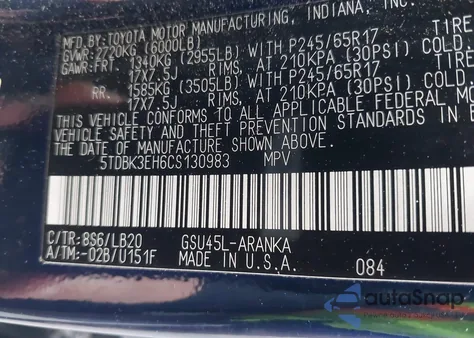 MFD. BY: TOYOTA MOTOR MANUFACTURING, INDIANA, INC.
GVWR: 2720KG (6000LB)
GAWR: FRT 1340KG (2955LB) WITH P245/65R17
17X7.5J RIMS, AT 210KPA (30PSI) COLD.
RR. 1585KG (3505LB) WITH P245/65R17
17X7.5J RIMS, AT 210KPA (30PSI) COLD.
THIS VEHICLE CONFORMS TO ALL APPLICABLE FEDERAL MOTOR
VEHICLE SAFETY AND THEFT STANDARDS IN
THE DATE OF MANUFACTURE SHOWN ABOVE.
5TDBK3EH6CS130983 MPV
C/TR: 8S6/LB20 GSU45L-ARANKA
A/TM:-02B/U151F MADE IN U.S.A. 084
autoSnap